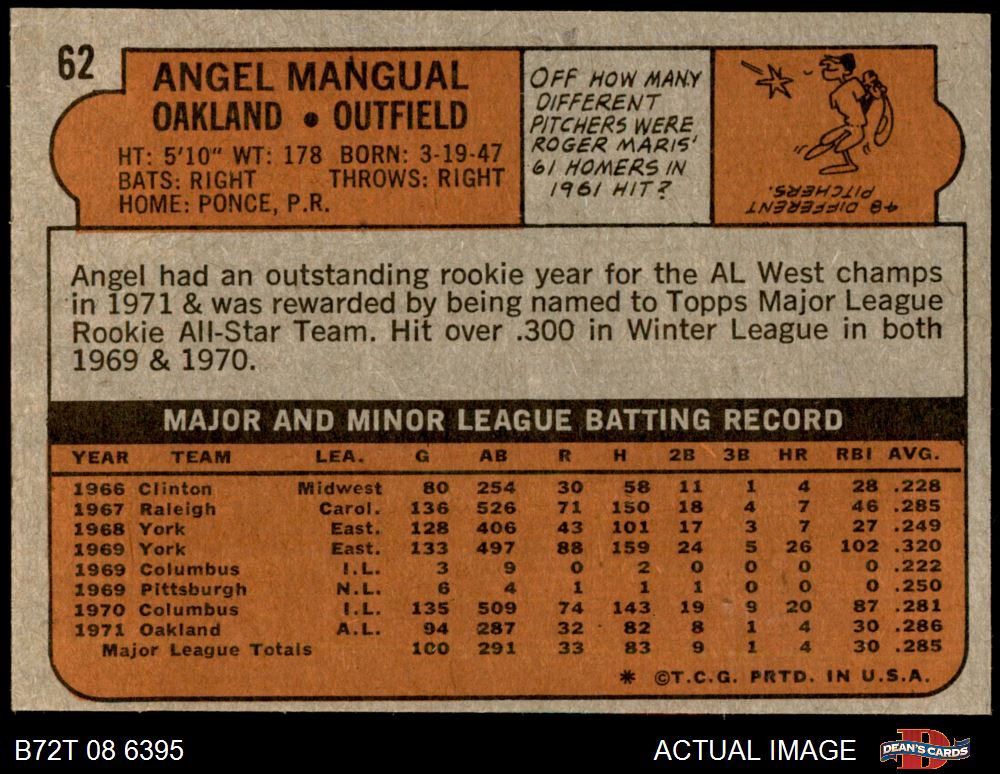 62
ANGEL MANGUAL
OAKLAND • OUTFIELD
HT: 5'10" WT: 178 BORN: 3-19-47
BATS: RIGHT THROWS: RIGHT
HOME: PONCE, P.R.
OFF HOW MANY
DIFFERENT
PITCHERS WERE
ROGER MARIS'
61 HOMERS IN
1961 HIT?
48 DIFFERENT
PITCHERS.
Angel had an outstanding rookie year for the AL West champs
in 1971 & was rewarded by being named to Topps Major League
Rookie All-Star Team. Hit over .300 in Winter League in both
1969 & 1970.
MAJOR AND MINOR LEAGUE BATTING RECORD
YEAR TEAM LEA. G AB R H 2B 3B HR RBI AVG.
1966 Clinton Midwest 80 254 30 58 11 1 4 28 .228
1967 Raleigh Carol. 136 526 71 150 18 4 7 46 .285
1968 York East. 128 406 43 101 17 3 7 27 .249
1969 York East. 133 497 88 159 24 5 26 102 .320
1969 Columbus I.L. 3 9 0 2 0 0 0 0 .222
1969 Pittsburgh N.L. 6 4 1 1 1 0 0 0 .250
1970 Columbus I.L. 135 509 74 143 19 9 20 87 .281
1971 Oakland A.L. 94 287 32 82 8 1 4 30 .286
Major League Totals 100 291 33 83 9 1 4 30 .285
* ©T.C.G. PRTD. IN U.S.A.
B72T 08 6395
ACTUAL IMAGE
DEAN'S CARDS